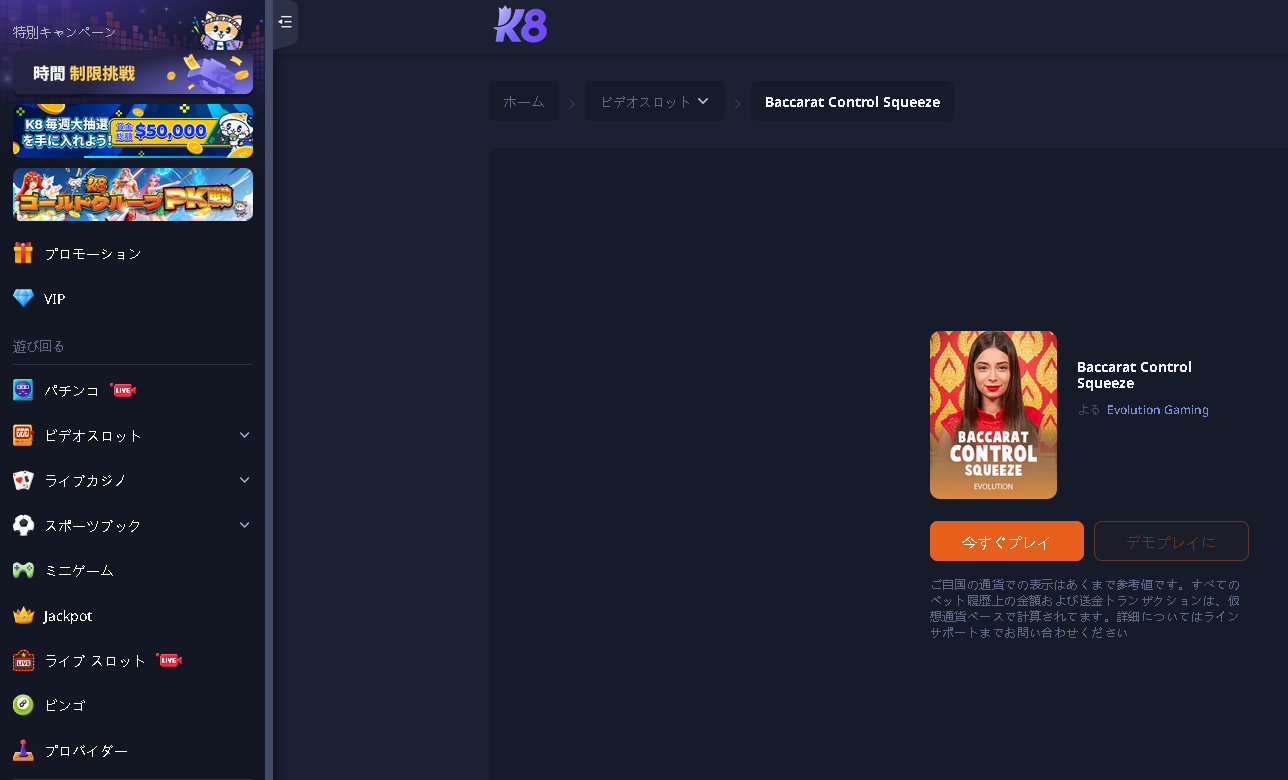 特別キャンペーン
時間 制限挑戦
K8 毎週大抽選
を手に入れよう!
賞金
総額 $50,000
K8
ゴールドグループPK戦
プロモーション
VIP
遊び回る
パチンコ LIVE
ビデオスロット
ライブカジノ
スポーツブック
ミニゲーム
Jackpot
ライブ スロット LIVE
ビンゴ
プロバイダー
K8
ホーム
ビデオスロット
Baccarat Control Squeeze
BACCARAT
CONTROL
SQUEEZE
EVOLUTION
Baccarat Control
Squeeze
よる Evolution Gaming
今すぐプレイ
デモプレイに
ご自国の通貨での表示はあくまで参考値です。すべての
ベット履歴上の金額および送金トランザクションは、仮
想通貨ベースで計算されてます。詳細についてはライン
サポートまでお問い合わせください